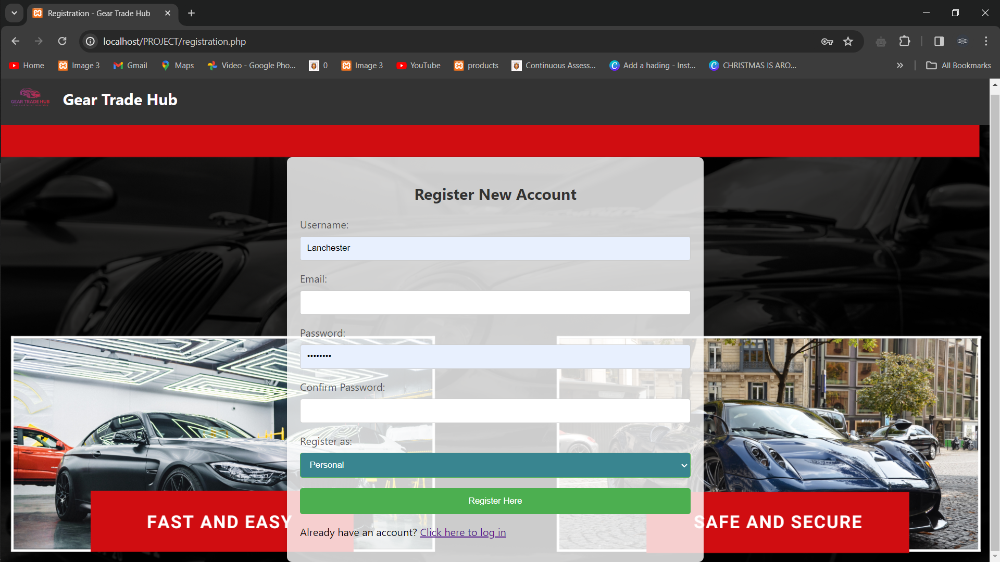 Registration - Gear Trade Hub
localhost/PROJECT/registration.php
Home Image 3 Gmail Maps Video - Google Pho... 0 Image 3 YouTube products Continuous Assess... Add a hading - Inst... CHRISTMAS IS ARO... All Bookmarks
GEAR TRADE HUB
Gear Trade Hub
Register New Account
Username:
Lanchester
Email:
Password:
••••••••
Confirm Password:
Register as:
Personal
Register Here
FAST AND EASY
SAFE AND SECURE
Already have an account? Click here to log in